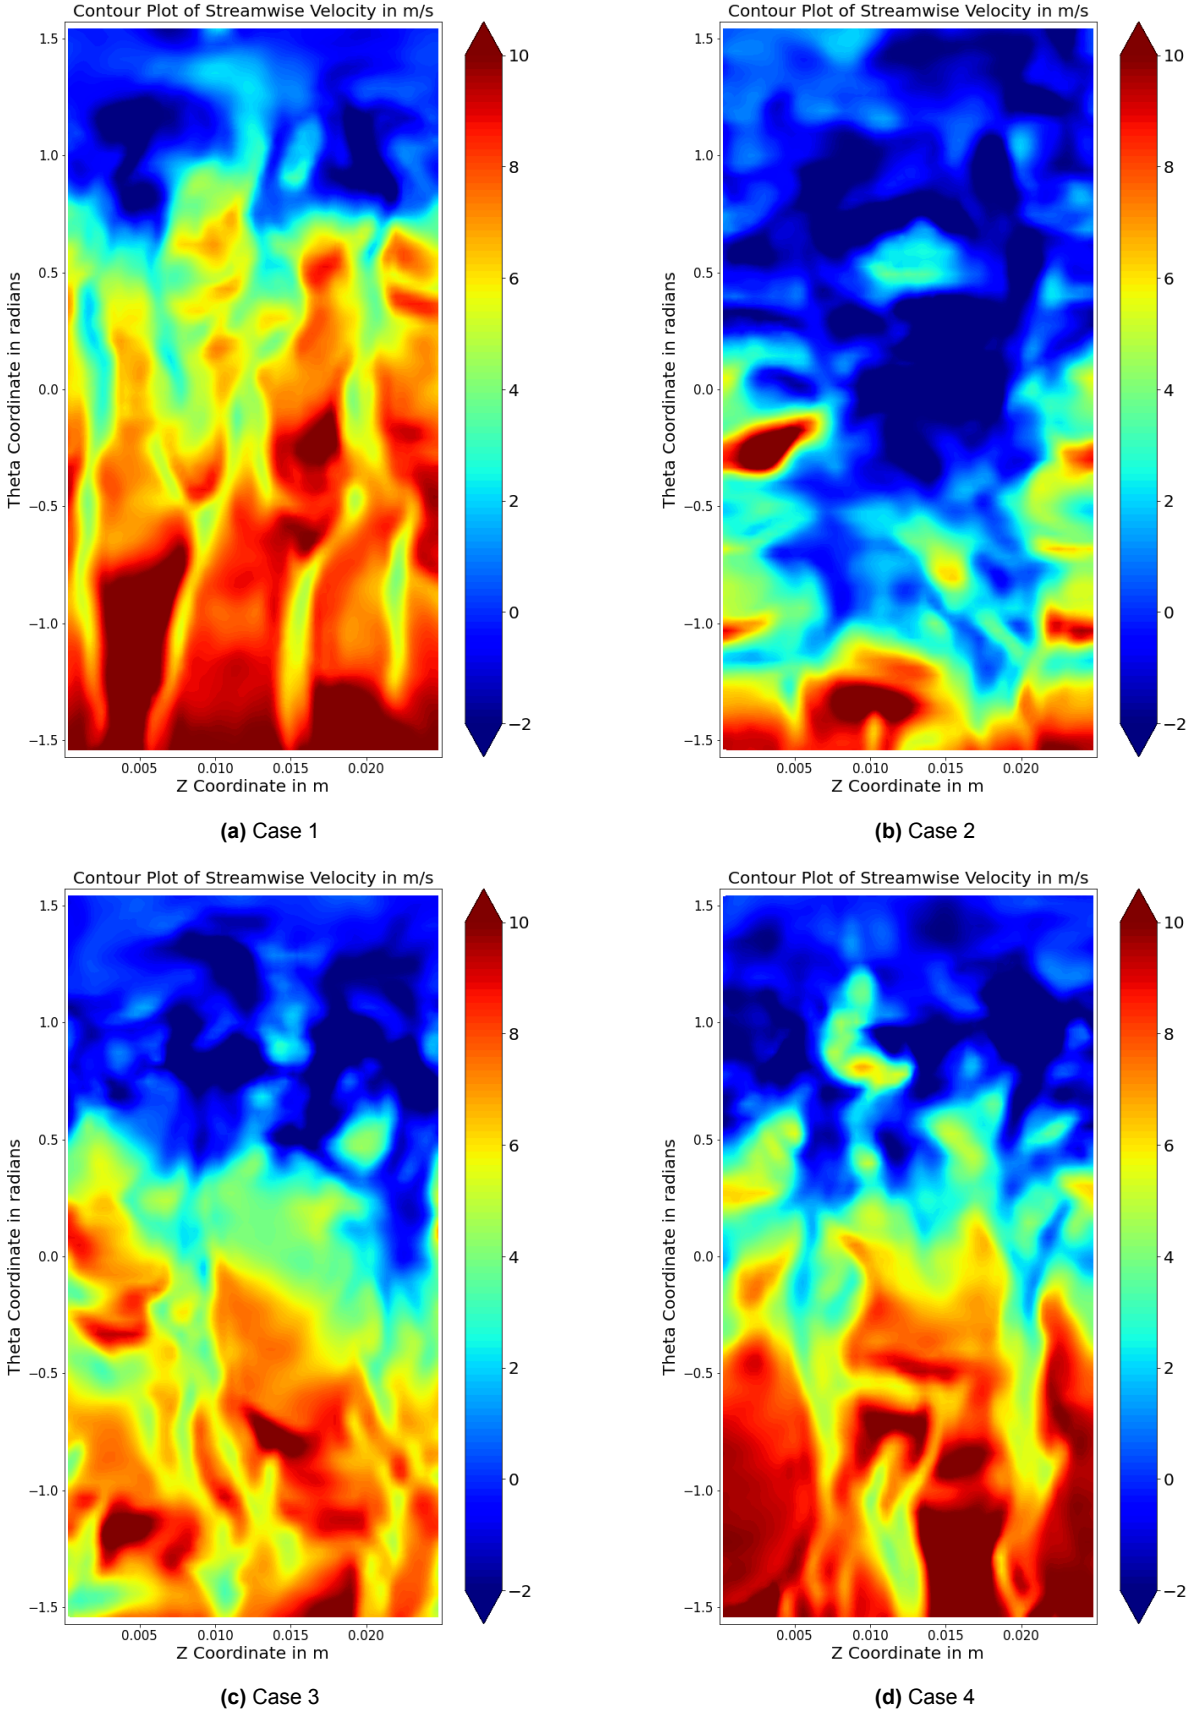 Contour Plot of Streamwise Velocity in m/s
1.5
1.0
0.5
0.0
−0.5
−1.0
−1.5
Theta Coordinate in radians
0.005 0.010 0.015 0.020
Z Coordinate in m
10
8
6
4
2
0
−2
(a) Case 1
Contour Plot of Streamwise Velocity in m/s
1.5
1.0
0.5
0.0
−0.5
−1.0
−1.5
Theta Coordinate in radians
0.005 0.010 0.015 0.020
Z Coordinate in m
10
8
6
4
2
0
−2
(b) Case 2
Contour Plot of Streamwise Velocity in m/s
1.5
1.0
0.5
0.0
−0.5
−1.0
−1.5
Theta Coordinate in radians
0.005 0.010 0.015 0.020
Z Coordinate in m
10
8
6
4
2
0
−2
(c) Case 3
Contour Plot of Streamwise Velocity in m/s
1.5
1.0
0.5
0.0
−0.5
−1.0
−1.5
Theta Coordinate in radians
0.005 0.010 0.015 0.020
Z Coordinate in m
10
8
6
4
2
0
−2
(d) Case 4